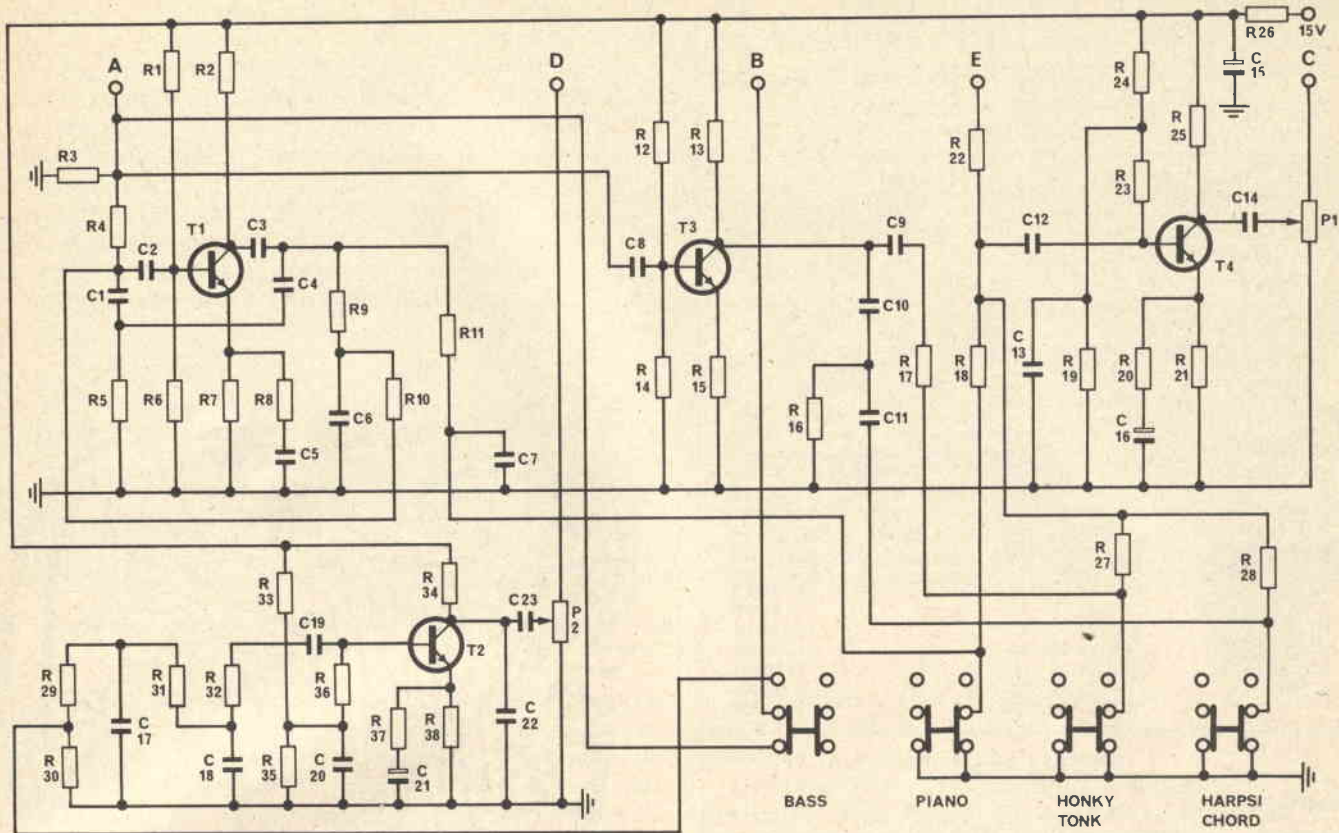 R26
15V
A
R1
R2
D
B
E
C
C
15
R
24
R
12
R
13
R
22
R
25
R3
R
23
R4
C2
T1
C3
C8
T3
C9
C12
C14
P1
T4
C1
C4
R9
R11
C10
R5
R6
R7
R8
C6
R10
R
14
R
15
R
17
R
18
C
13
R
19
R
20
R
21
R
16
C11
C5
C7
C
16
R
27
R
28
R
33
R
34
C23
P
2
C19
T2
R
29
R
31
R
32
R
36
C
17
R
37
R
38
C
22
R
30
C
18
R
35
C
20
C
21
BASS
PIANO
HONKY
TONK
HARPSI
CHORD